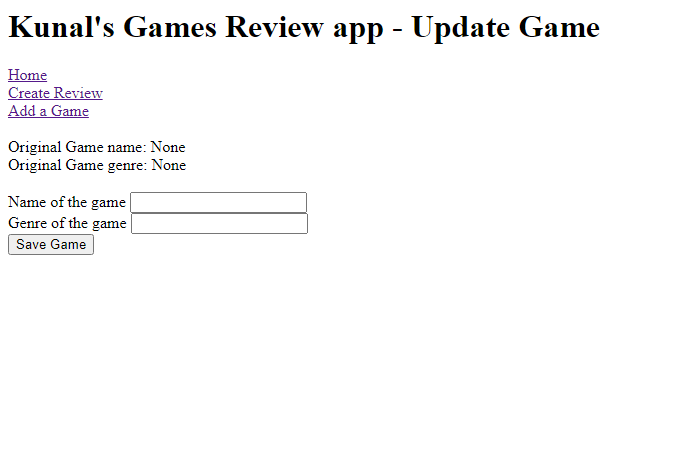 Kunal's Games Review app - Update Game
Home
Create Review
Add a Game
Original Game name: None
Original Game genre: None
Name of the game
Genre of the game
Save Game